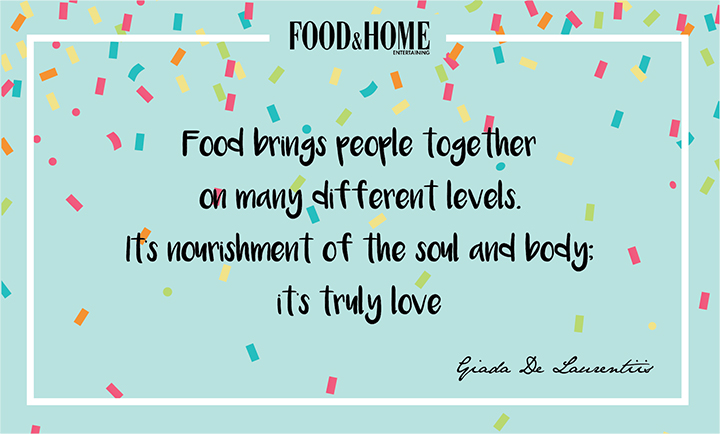 FOOD&HOME
ENTERTAINING
Food brings people together
on many different levels.
It's nourishment of the soul and body;
it's truly love
Giada De Laurentiis